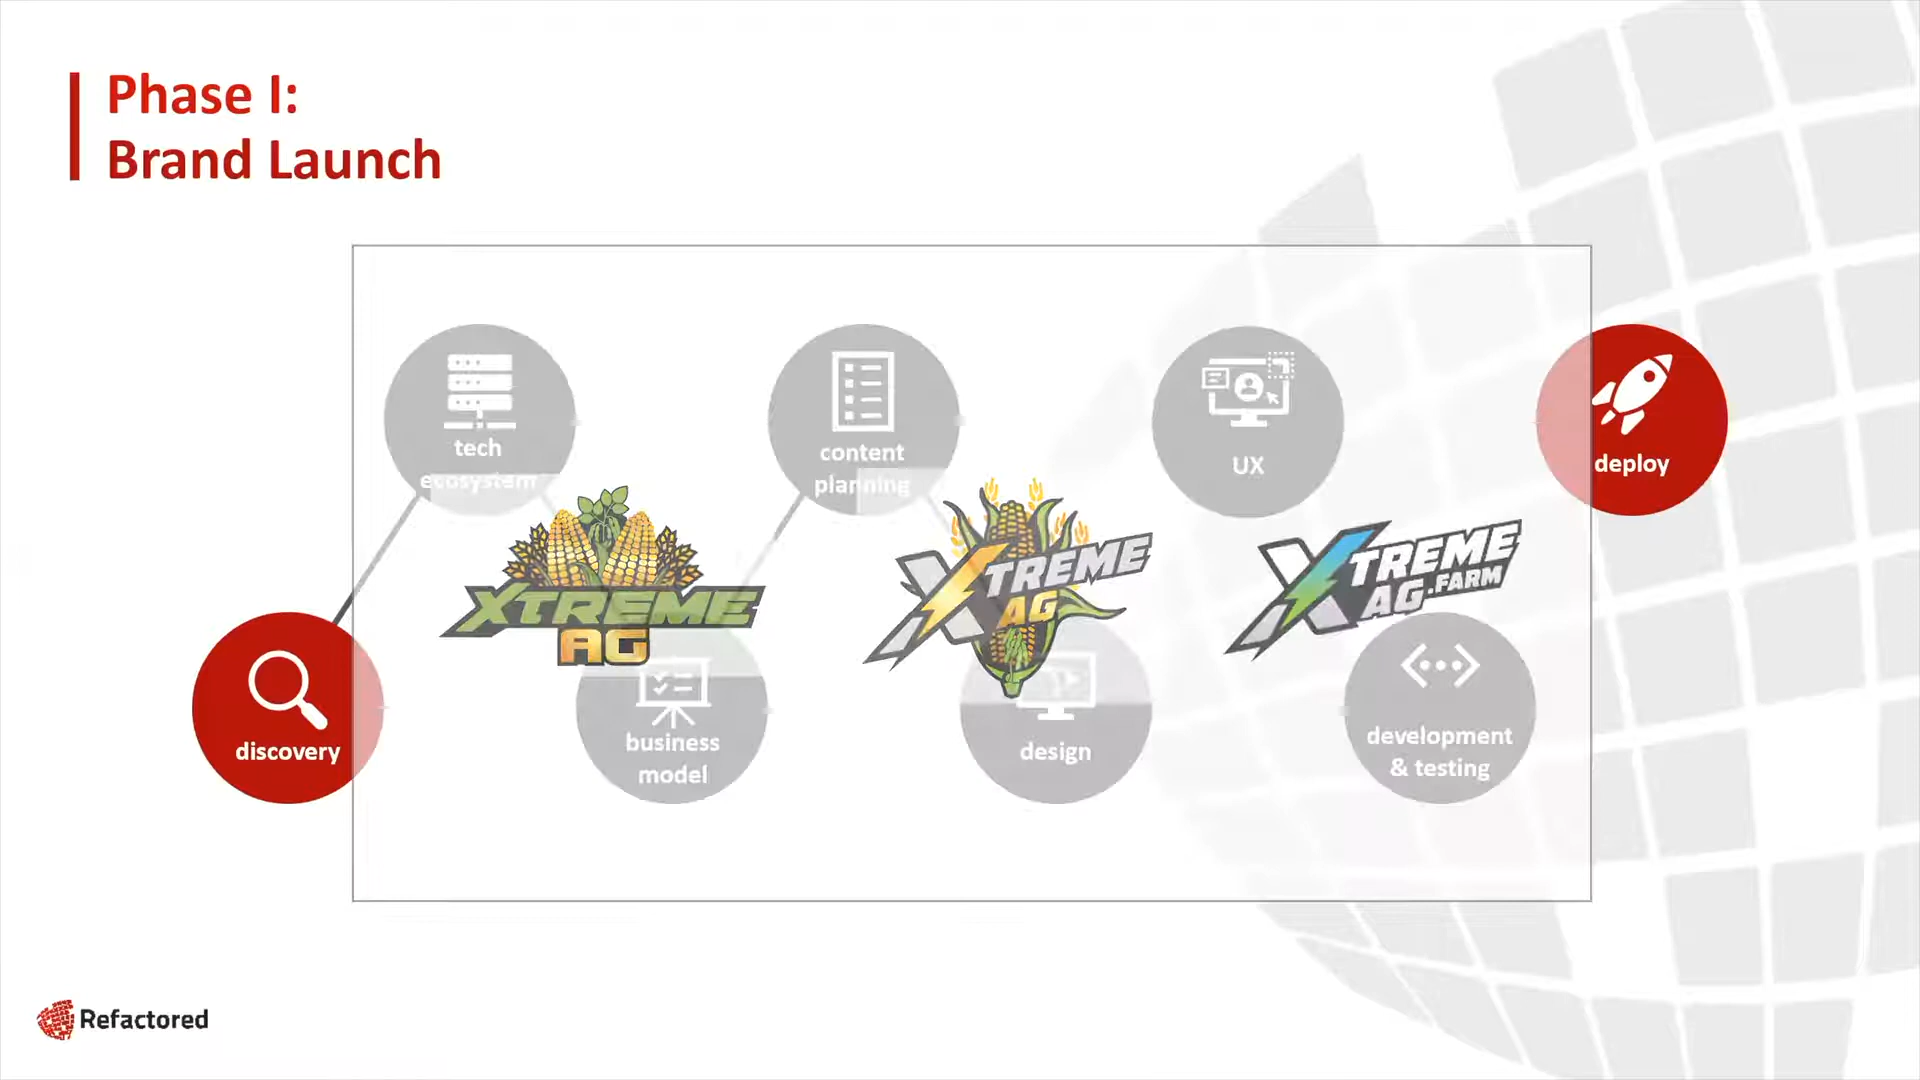 Phase I:
Brand Launch
tech
ecosystem
content
planning
UX
deploy
XTREME
AG
XTREME
AG
XTREME
AG.FARM
discovery
business
model
design
development
& testing
Refactored